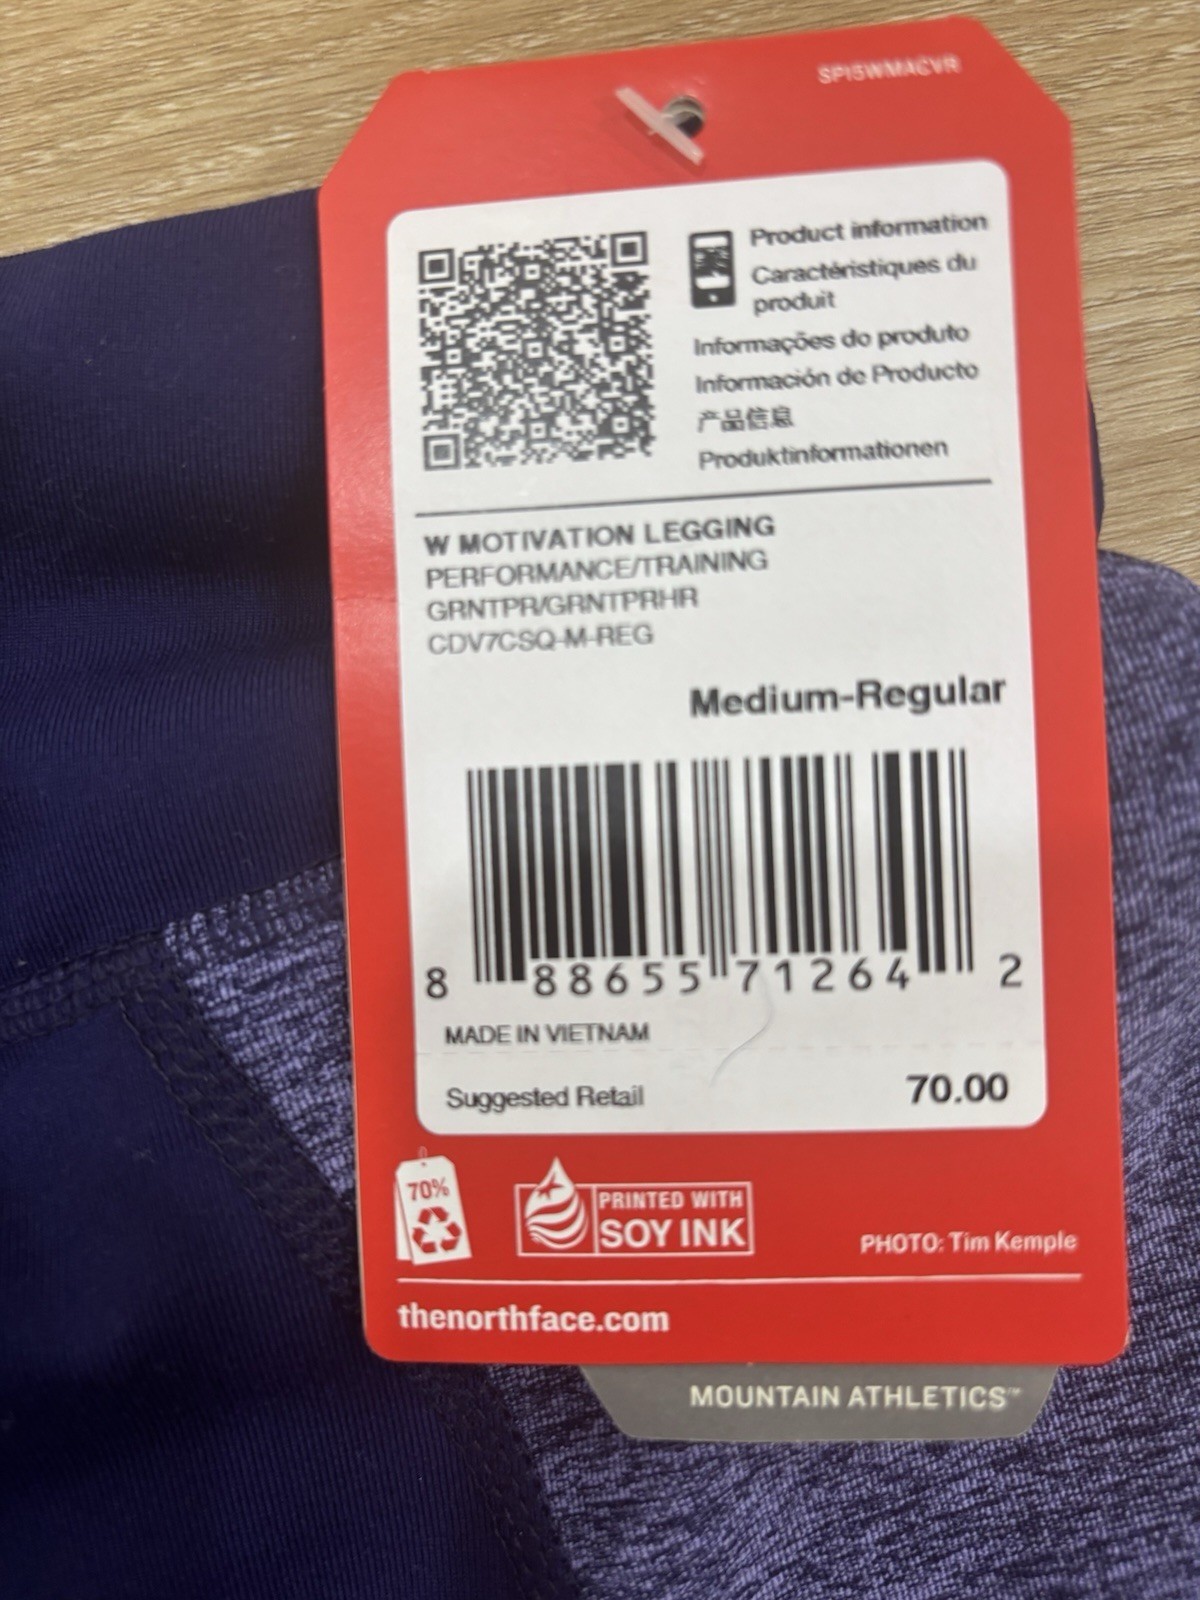 SP15WMACVR
Product information
Caractéristiques du
produit
Informações do produto
Información de Producto
产品信息
Produktinformationen
W MOTIVATION LEGGING
PERFORMANCE/TRAINING
GRNTPR/GRNTPRHR
CDV7CSQ-M-REG
Medium-Regular
8 88655 71264 2
MADE IN VIETNAM
Suggested Retail 70.00
70%
PRINTED WITH
SOY INK
PHOTO: Tim Kemple
thenorthface.com
MOUNTAIN ATHLETICS™